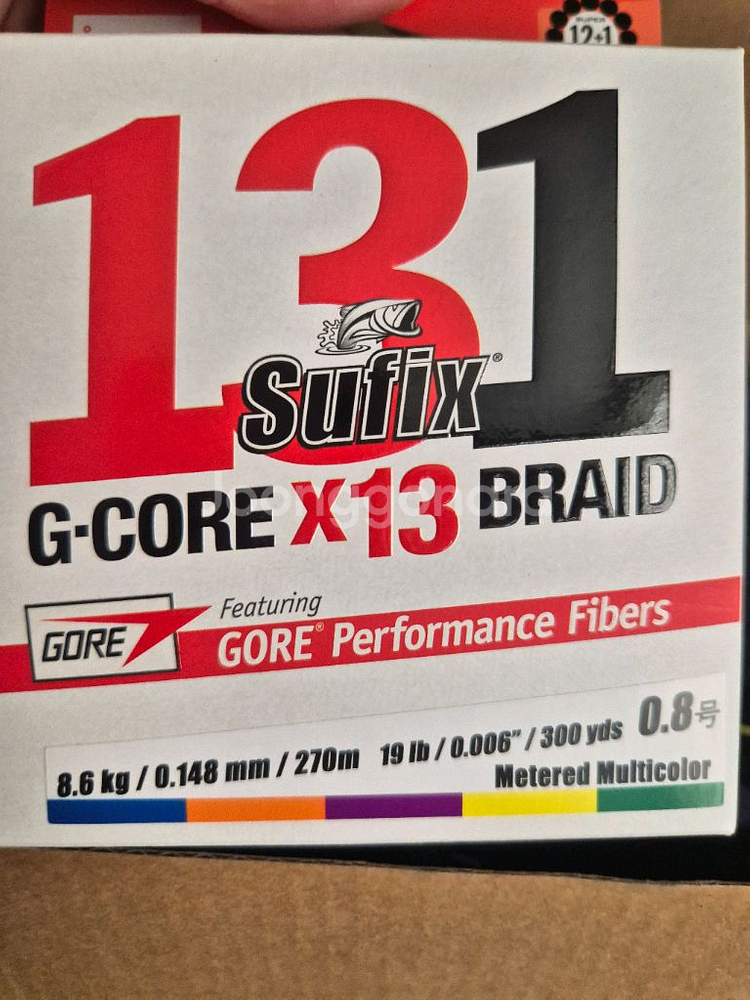 SUPER
12+1
131
Sufix®
G-CORE X13 BRAID
Joonggonara
GORE
Featuring
GORE® Performance Fibers
8.6 kg / 0.148 mm / 270m 19 lb / 0.006” / 300 yds 0.8号
Metered Multicolor